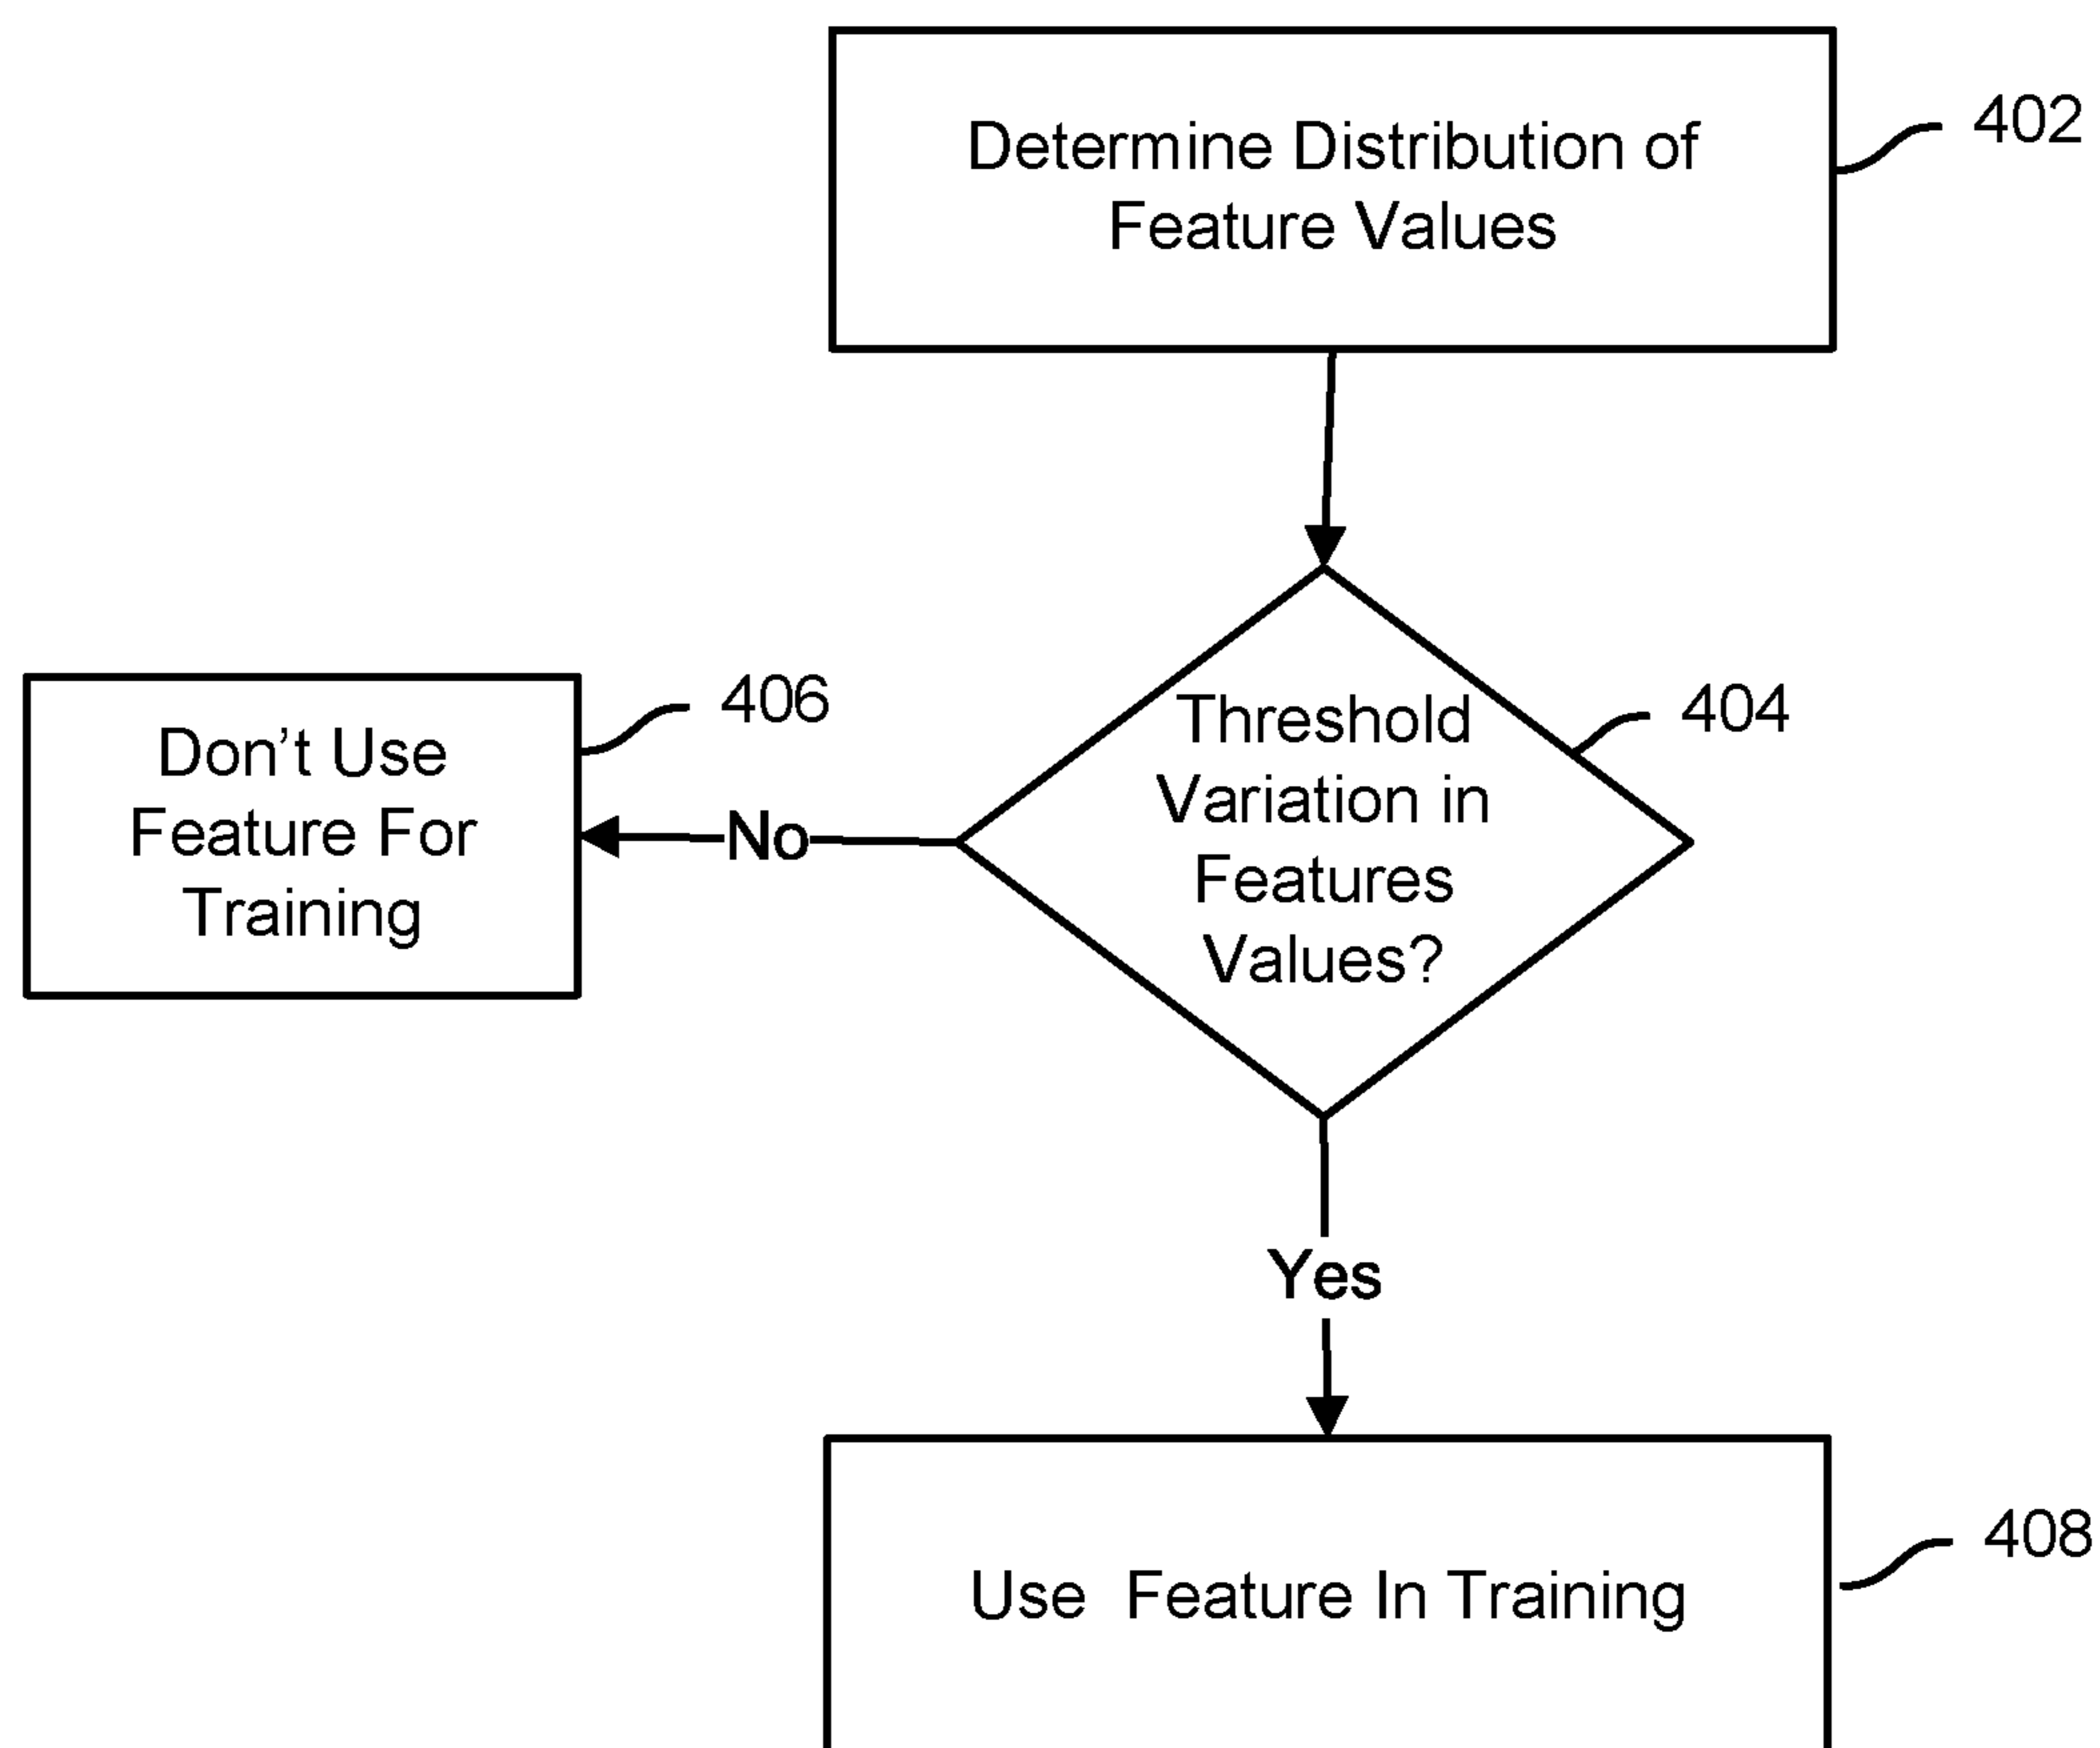 Determine Distribution of
Feature Values
402
Threshold
Variation in
Features
Values?
404
No
406
Don't Use
Feature For
Training
Yes
Use Feature In Training
408